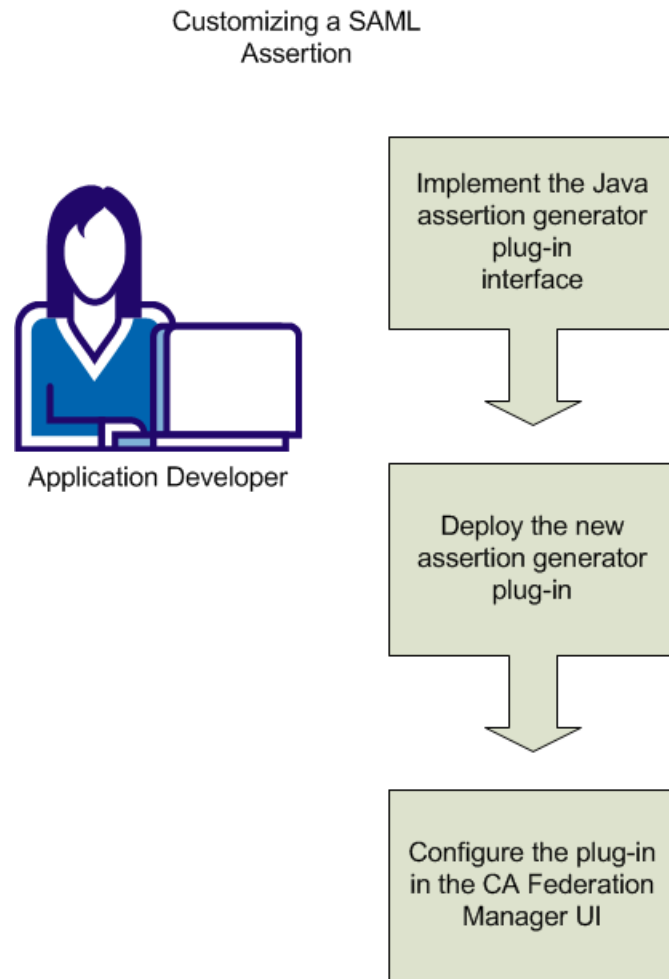 Customizing a SAML
Assertion
Implement the Java
assertion generator
plug-in
interface
Application Developer
Deploy the new
assertion generator
plug-in
Configure the plug-in
in the CA Federation
Manager UI